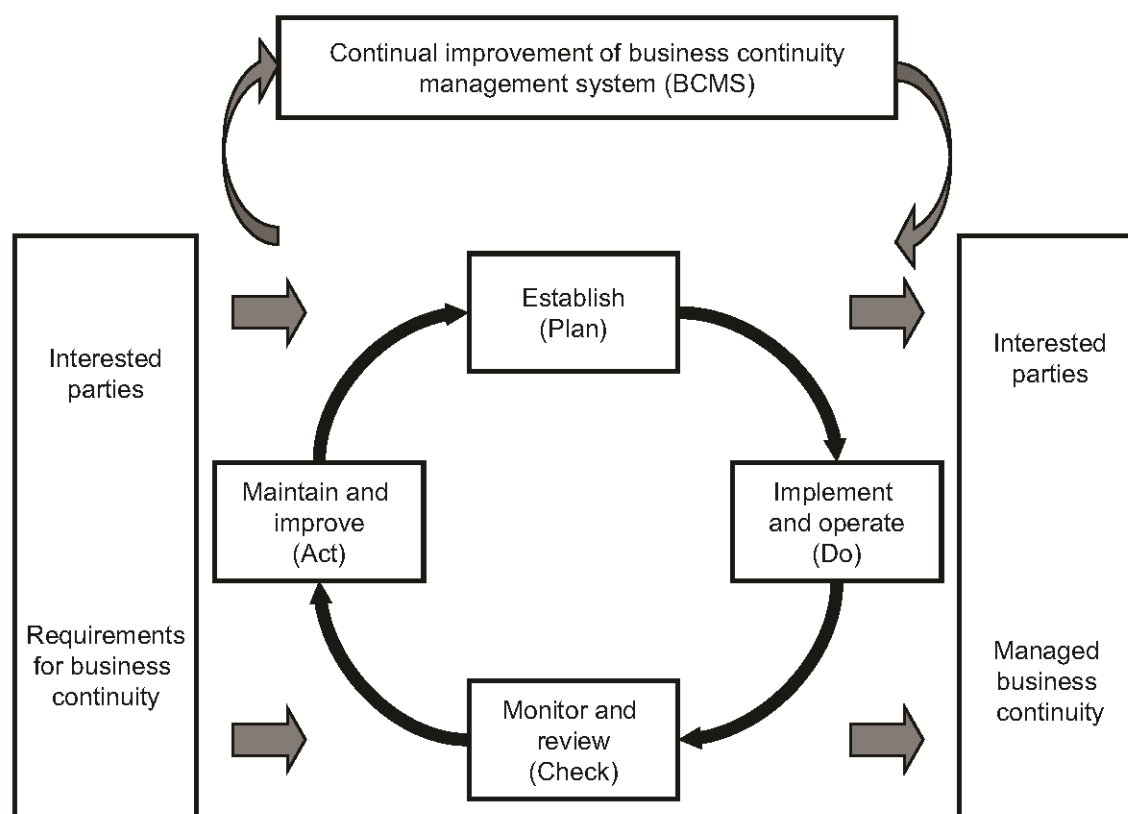 Continual improvement of business continuity
management system (BCMS)
Establish
(Plan)
Interested
parties
Interested
parties
Maintain and
improve
(Act)
Implement
and operate
(Do)
Requirements
for business
continuity
Managed
business
continuity
Monitor and
review
(Check)